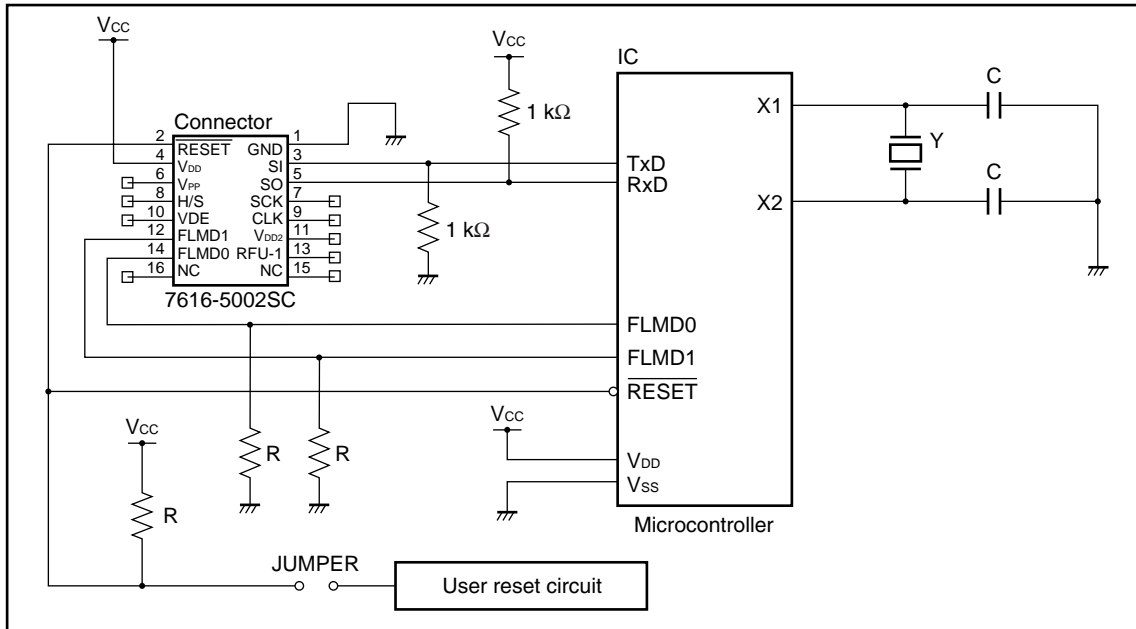 VCC
VCC
IC
C
X1
1 kΩ
Connector
2 RESET GND 1
4 VDD SI 3
6 VPP SO 5
8 H/S SCK 7
10 VDE CLK 9
12 FLMD1 VDD2 11
14 FLMD0 RFU-1 13
16 NC NC 15
7616-5002SC
1 kΩ
TxD
RxD
Y
X2
C
FLMD0
FLMD1
RESET
VCC
VCC
R
R
VDD
VSS
R
Microcontroller
JUMPER
User reset circuit